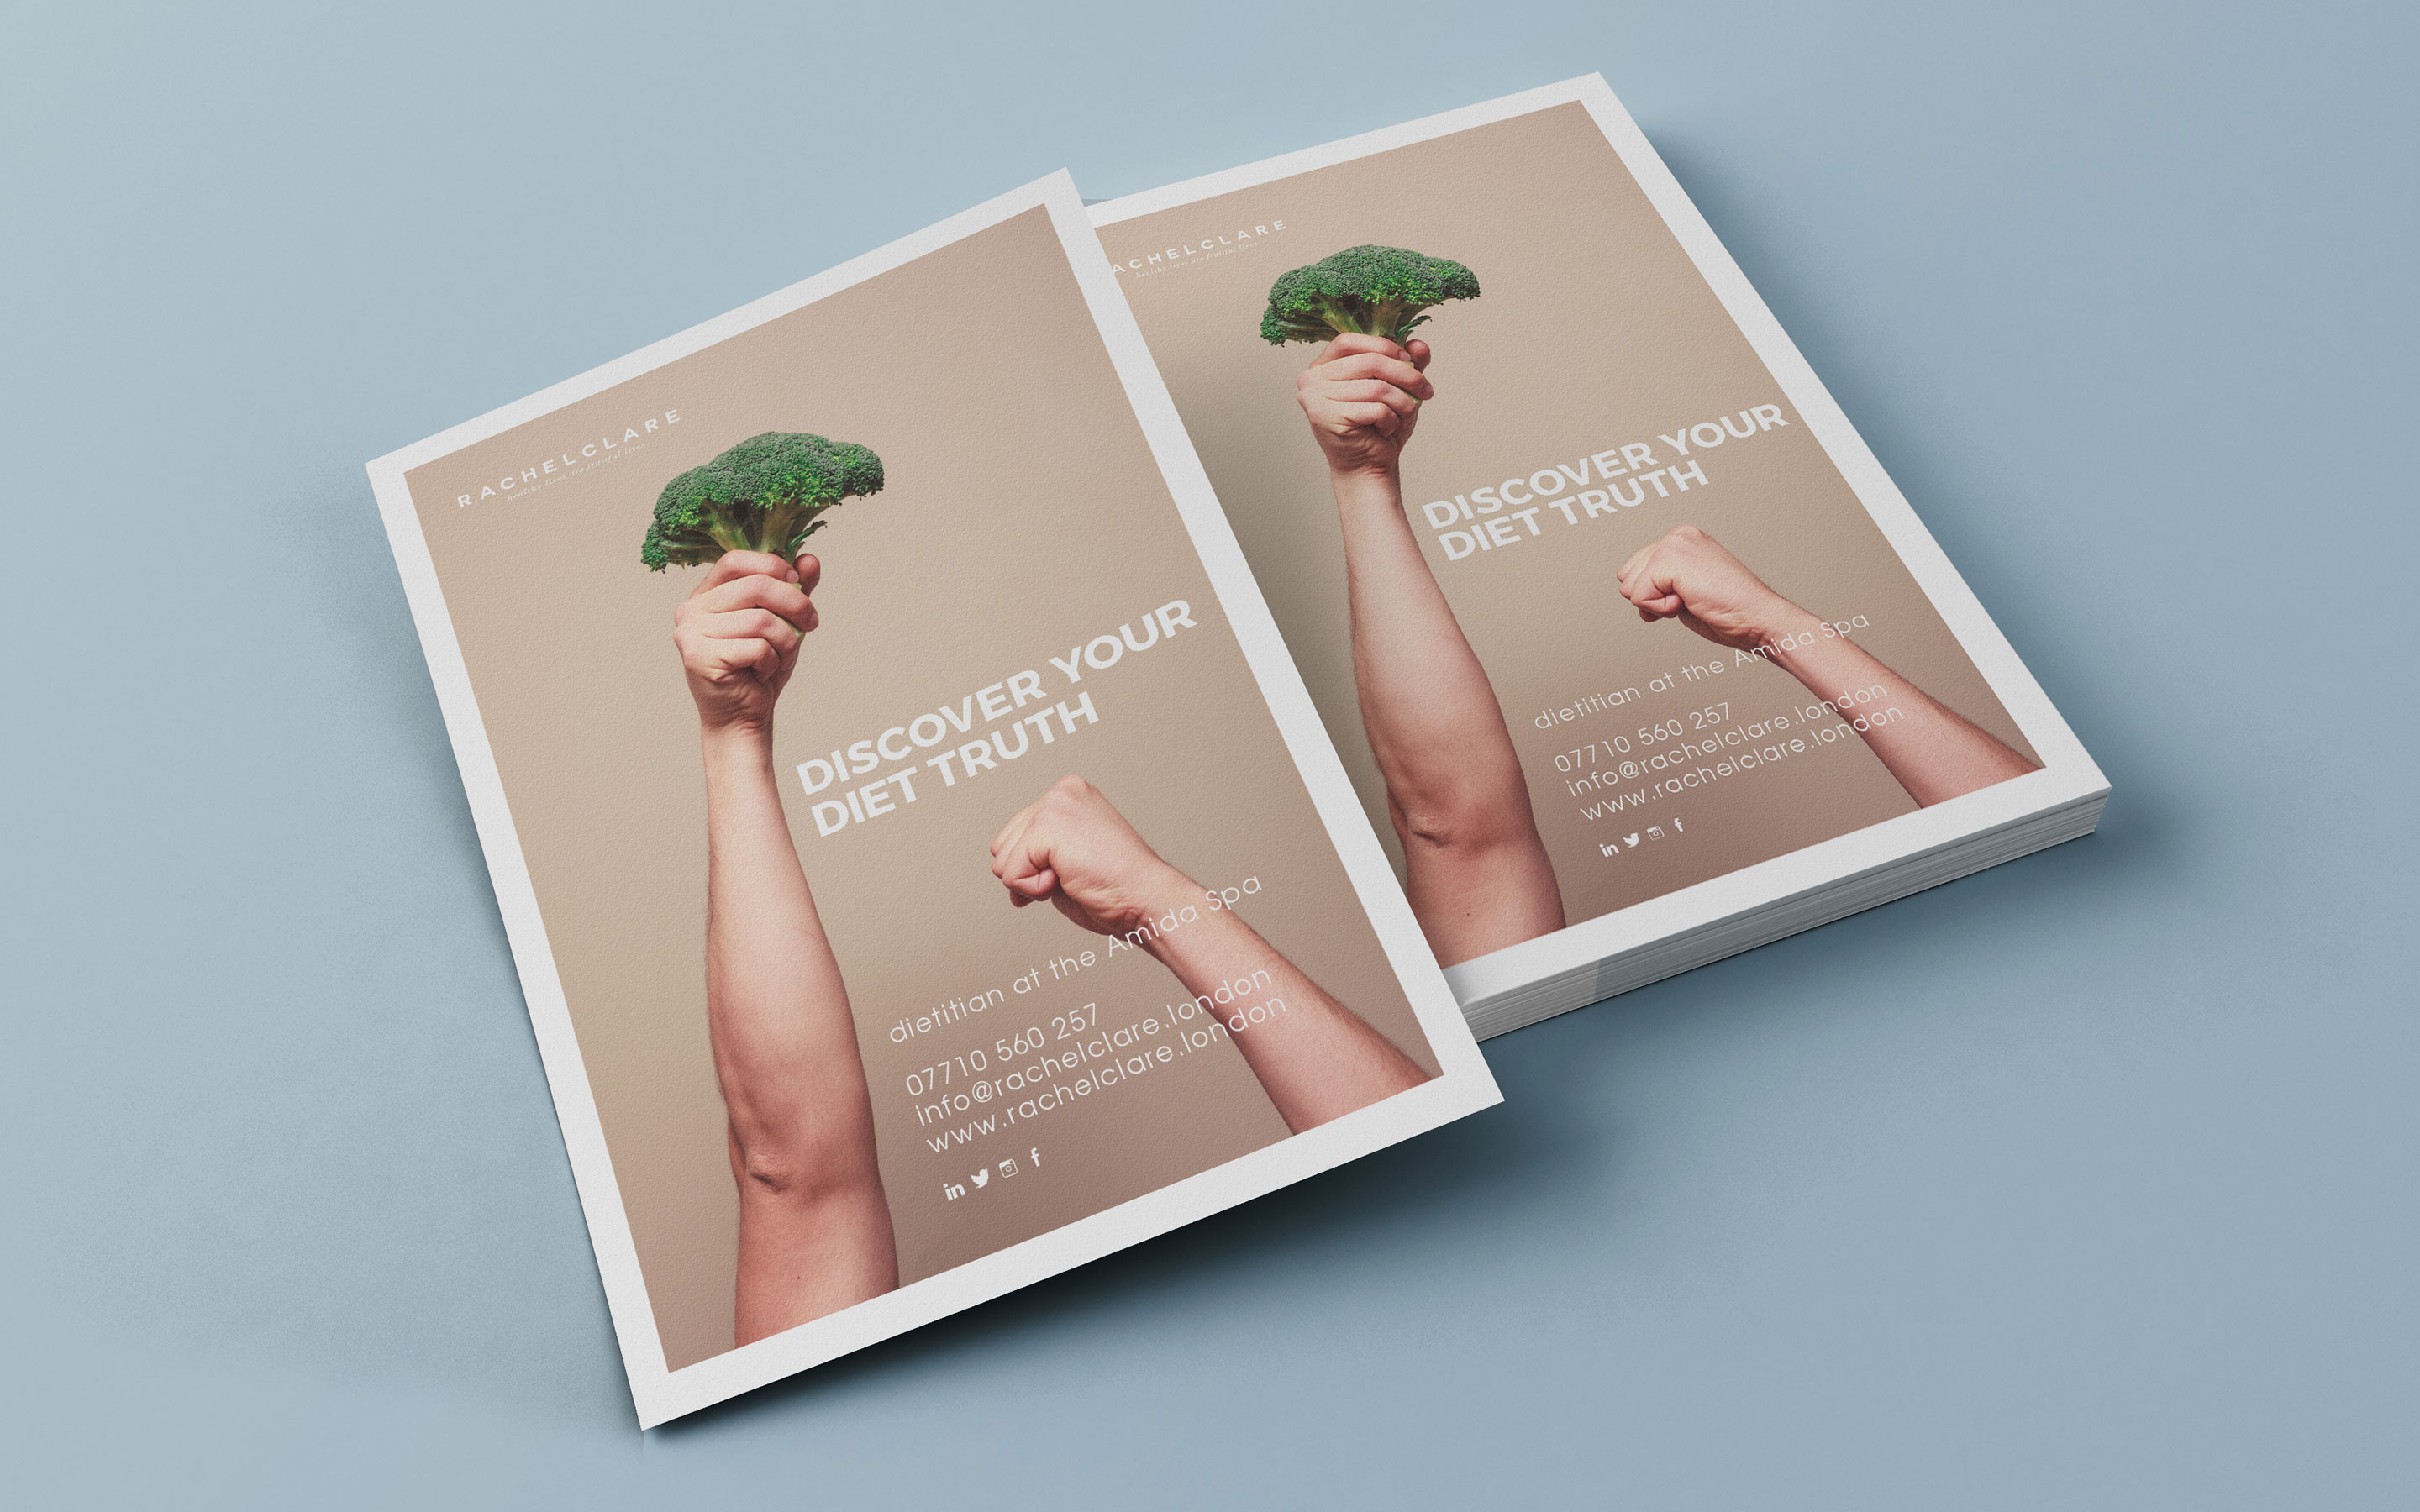 RACHELCLARE
healthy lives are fruitful lives
DISCOVER YOUR
DIET TRUTH
dietitian at the Amida Spa
07710 560 257
info@rachelclare.london
www.rachelclare.london
in f
ACHELCLARE
healthy lives are fruitful lives
DISCOVER YOUR
DIET TRUTH
dietitian at the Amida Spa
07710 560 257
info@rachelclare.london
www.rachelclare.london
in f